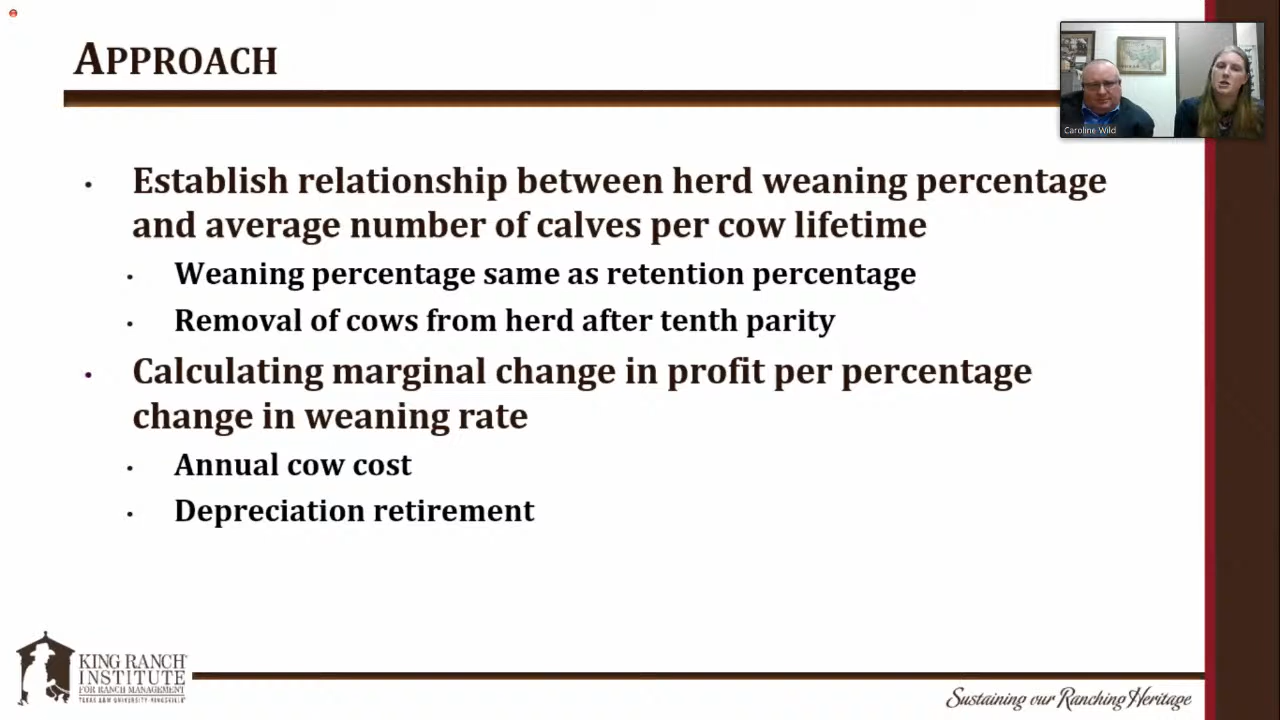 APPROACH
Caroline Wild
• Establish relationship between herd weaning percentage
and average number of calves per cow lifetime
• Weaning percentage same as retention percentage
• Removal of cows from herd after tenth parity
• Calculating marginal change in profit per percentage
change in weaning rate
• Annual cow cost
• Depreciation retirement
KING RANCH
INSTITUTE
FOR RANCH MANAGEMENT
TEXAS A&M UNIVERSITY-KINGSVILLE
Sustaining our Ranching Heritage